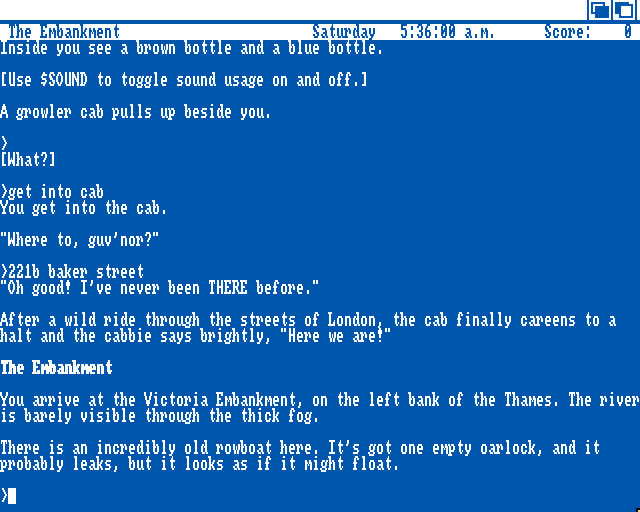 The Embankment Saturday 5:36:00 a.m. Score: 0
Inside you see a brown bottle and a blue bottle.
[Use $SOUND to toggle sound usage on and off.]
A growler cab pulls up beside you.
>
[What?]
>get into cab
You get into the cab.
"Where to, guv'nor?"
>221b baker street
"Oh good! I've never been THERE before."
After a wild ride through the streets of London, the cab finally careens to a
halt and the cabbie says brightly, "Here we are!"
The Embankment
You arrive at the Victoria Embankment, on the left bank of the Thames. The river
is barely visible through the thick fog.
There is an incredibly old rowboat here. It's got one empty oarlock, and it
probably leaks, but it looks as if it might float.
>